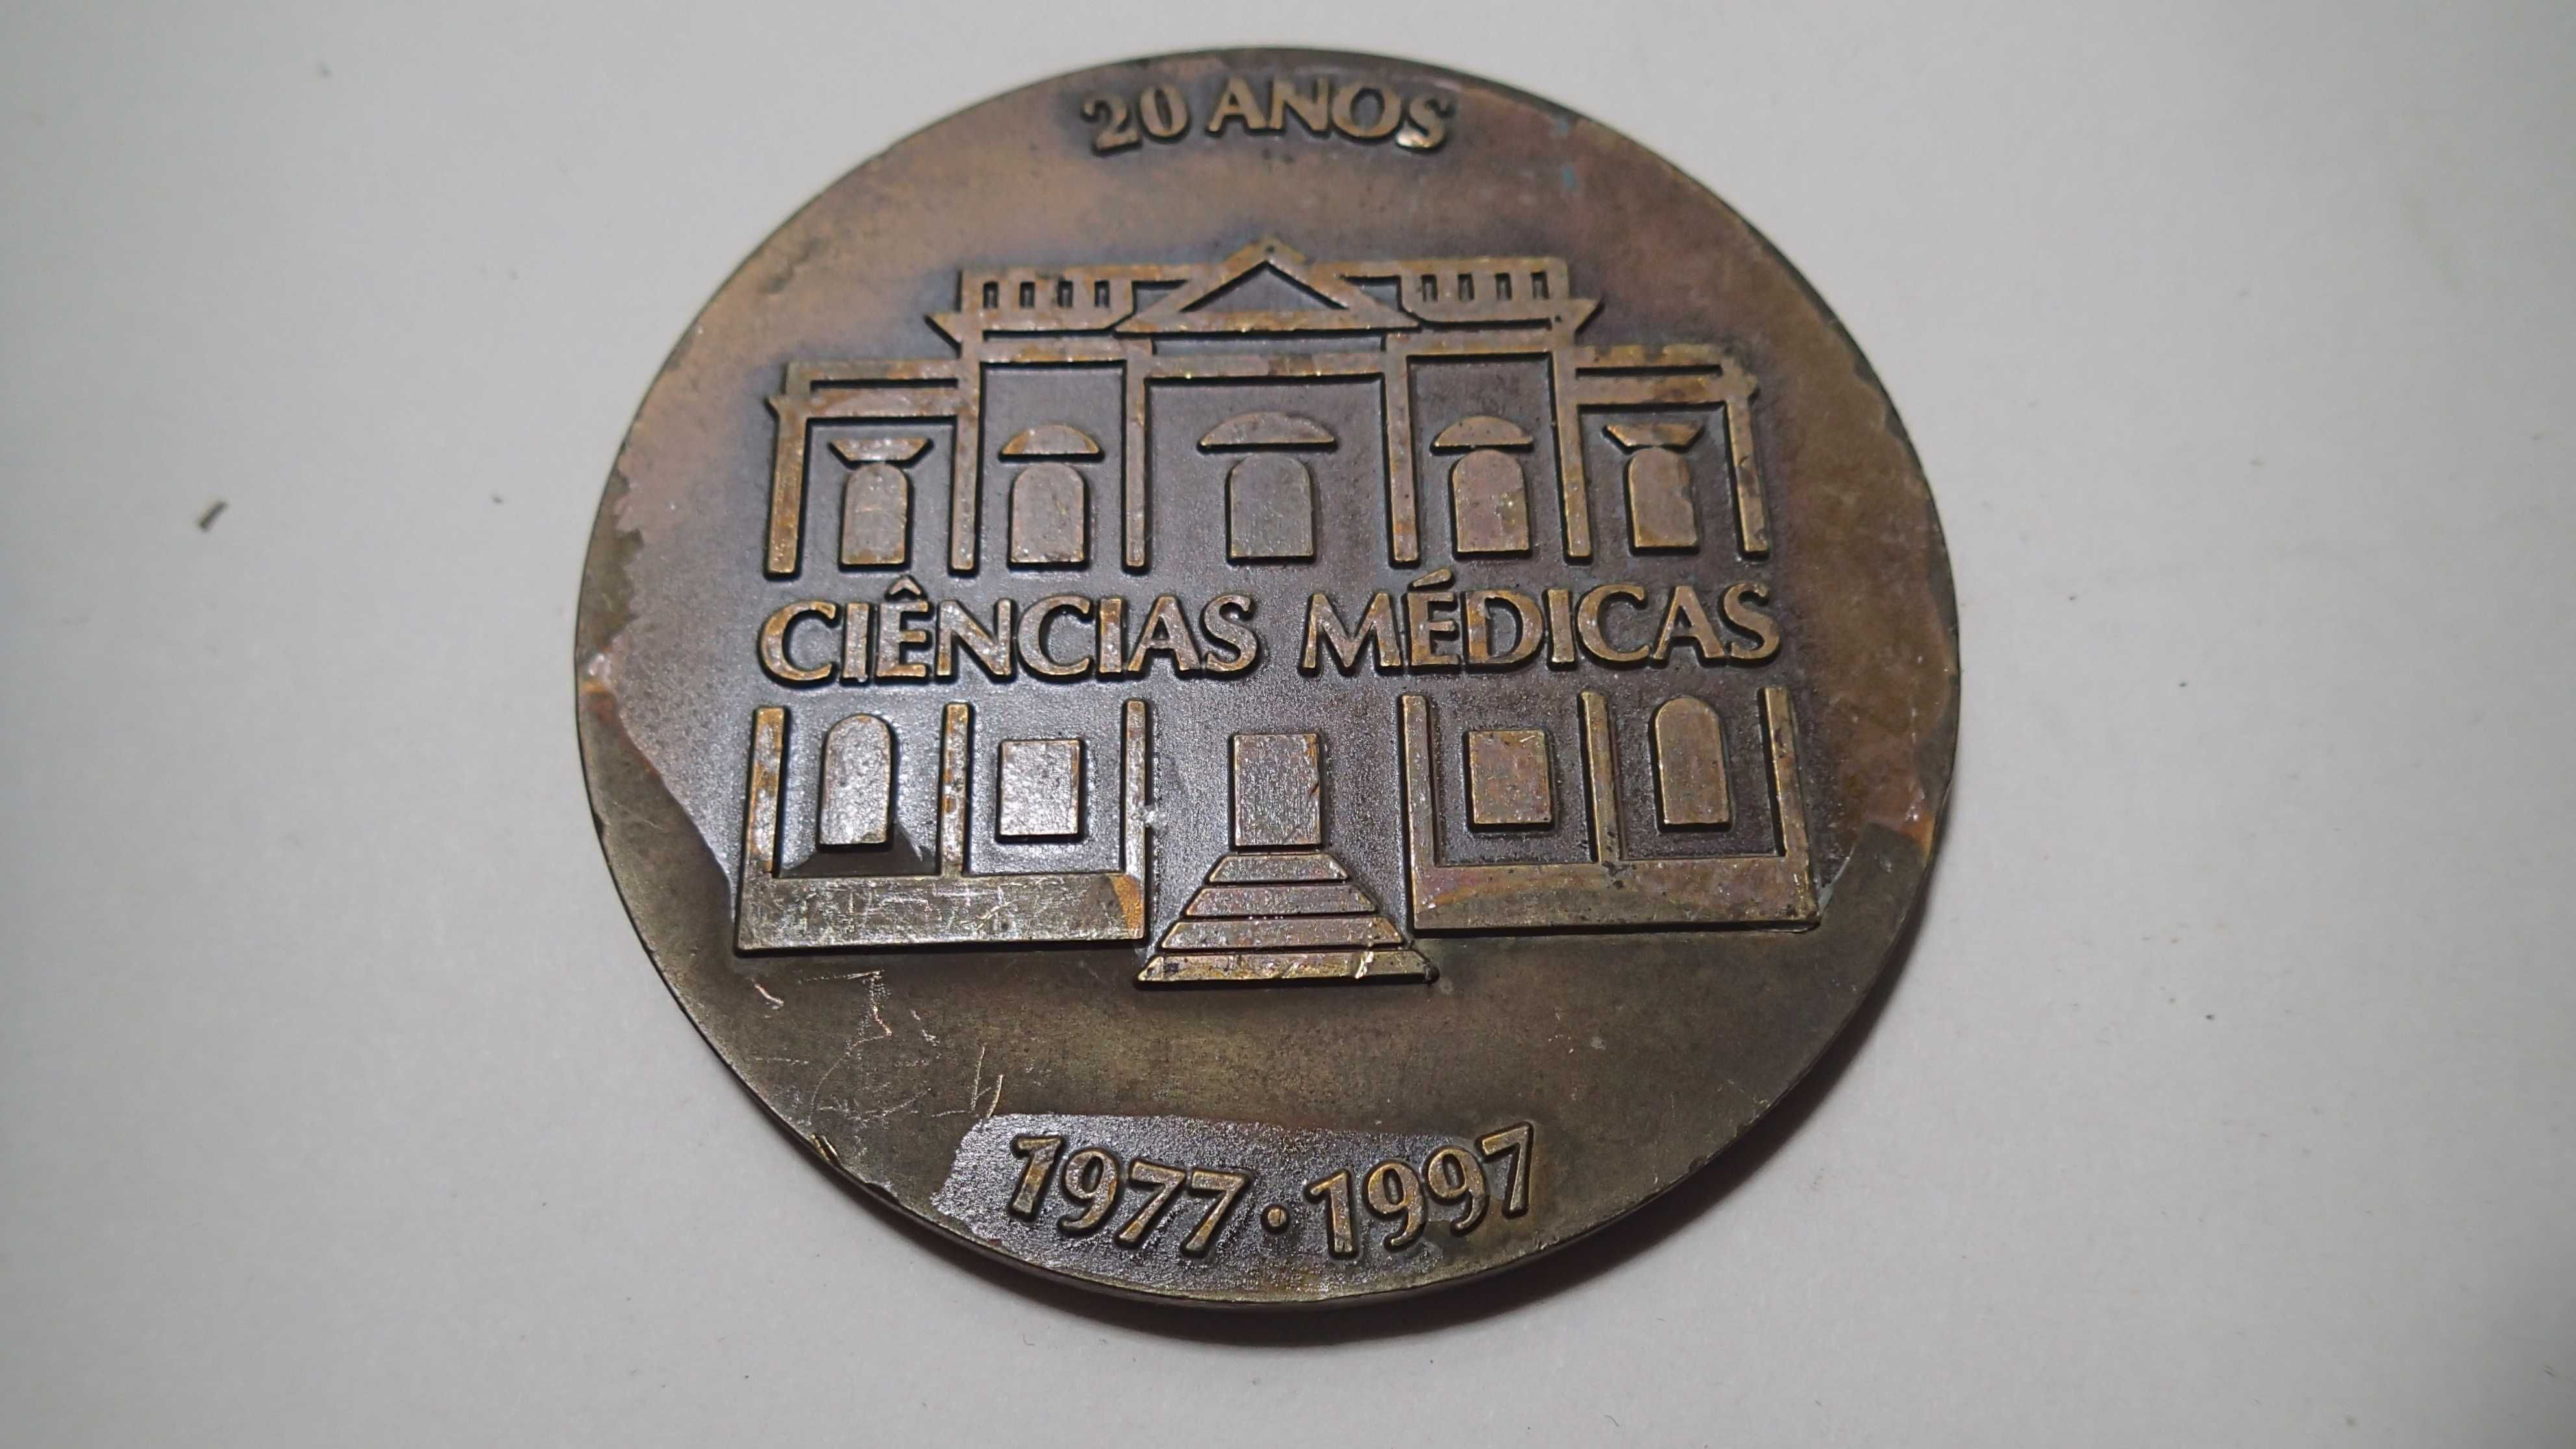 20 ANOS
CIÊNCIAS MÉDICAS
1977 • 1997